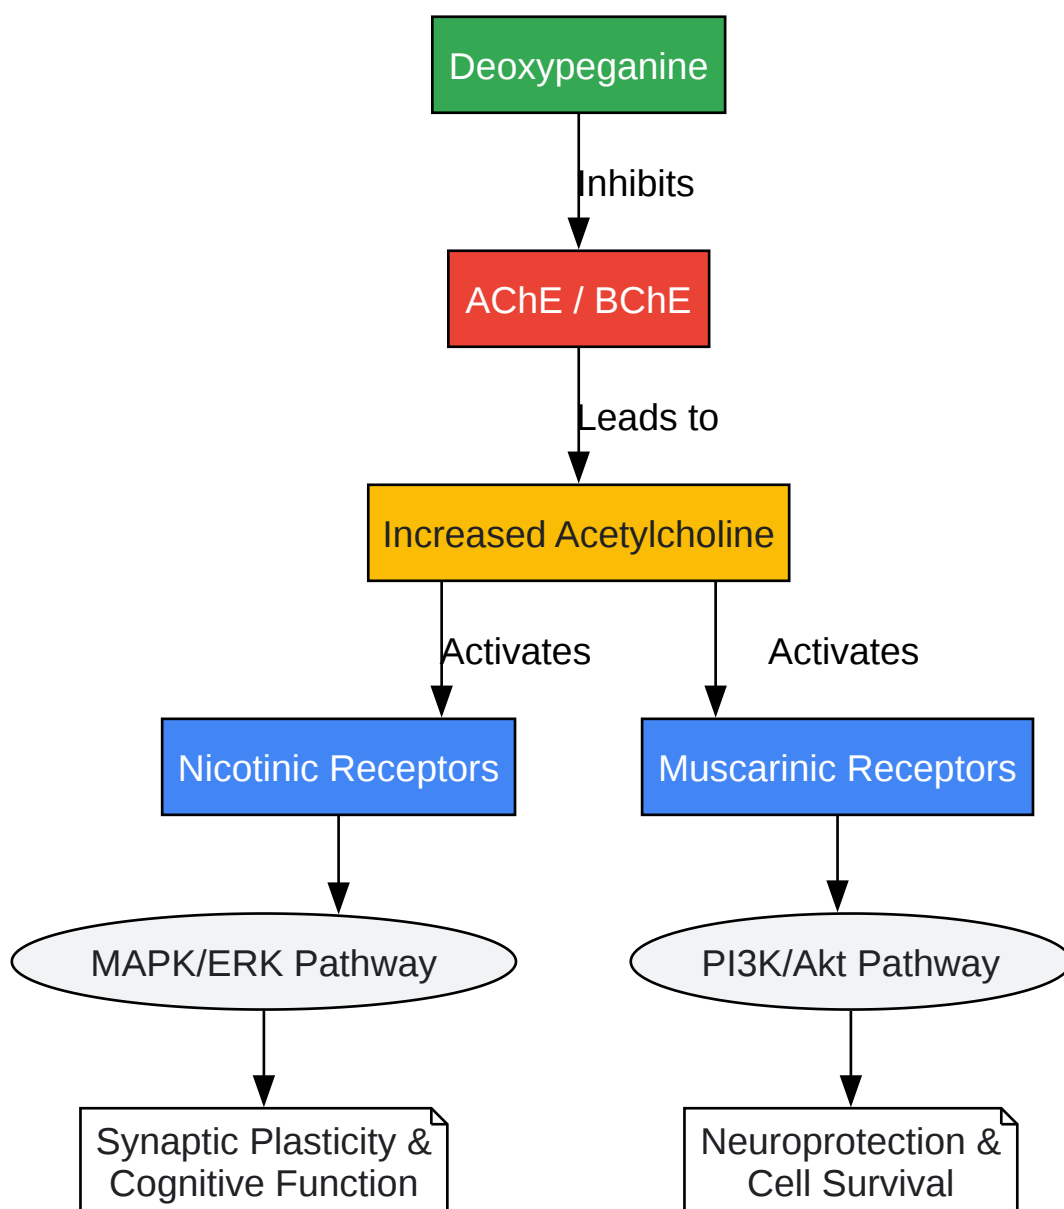 Deoxypeganine
Inhibits
AChE / BChE
Leads to
Increased Acetylcholine
Activates
Activates
Nicotinic Receptors
Muscarinic Receptors
MAPK/ERK Pathway
PI3K/Akt Pathway
Synaptic Plasticity &
Cognitive Function
Neuroprotection &
Cell Survival